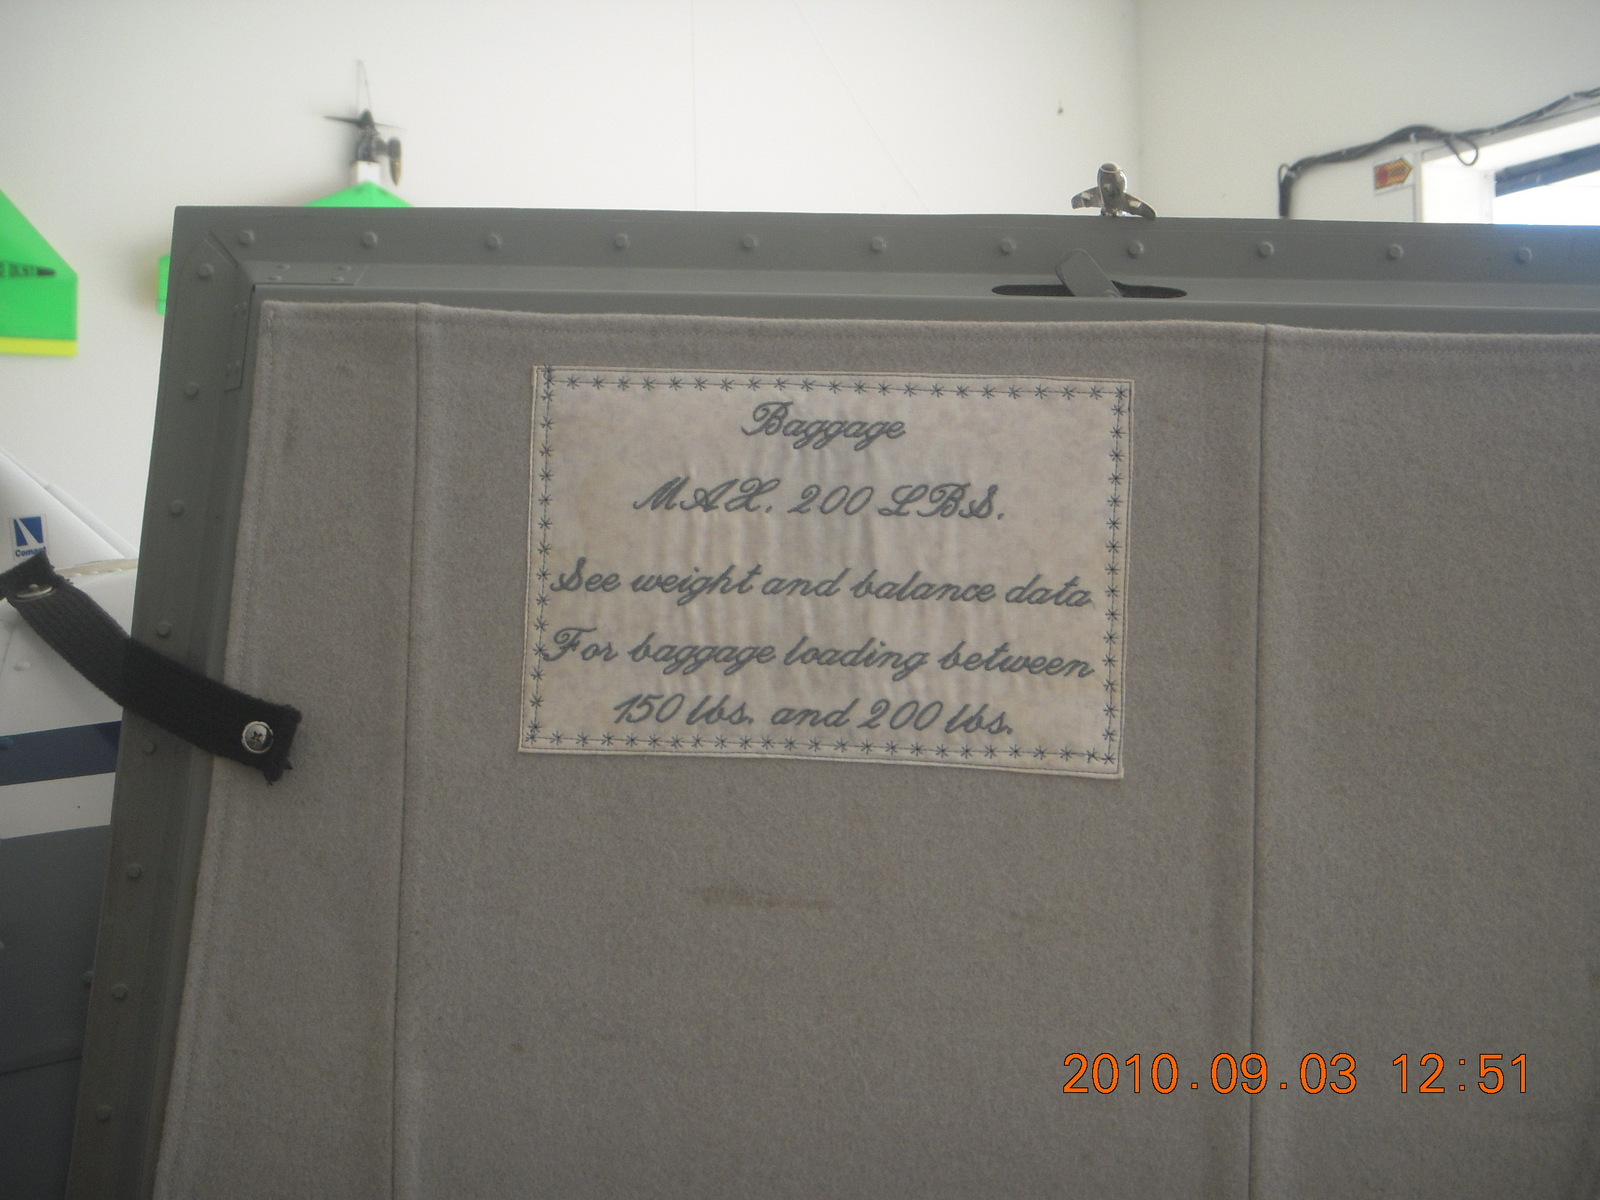 Baggage
MAX. 200 LBS.
See weight and balance data
For baggage loading between
150 lbs. and 200 lbs.
2010.09.03 12:51